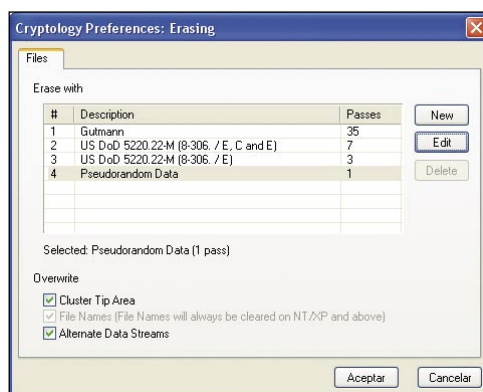 Cryptology Preferences: Erasing
Files
Erase with
# Description Passes
1 Gutmann 35
2 US DoD 5220.22-M (8-306. / E, C and E) 7
3 US DoD 5220.22-M (8-306. / E) 3
4 Pseudorandom Data 1
New
Edit
Delete
Selected: Pseudorandom Data (1 pass)
Overwrite
Cluster Tip Area
File Names (File Names will always be cleared on NT/XP and above)
Alternate Data Streams
Aceptar Cancelar